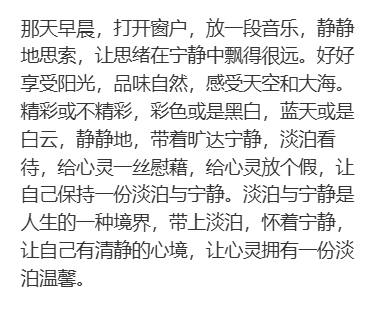 那天早晨，打开窗户，放一段音乐，静静
地思索，让思绪在宁静中飘得很远。好好
享受阳光，品味自然，感受天空和大海。
精彩或不精彩，彩色或是黑白，蓝天或是
白云，静静地，带着旷达宁静，淡泊看
待，给心灵一丝慰藉，给心灵放个假，让
自己保持一份淡泊与宁静。淡泊与宁静是
人生的一种境界，带上淡泊，怀着宁静，
让自己有清静的心境，让心灵拥有一份淡
泊温馨。